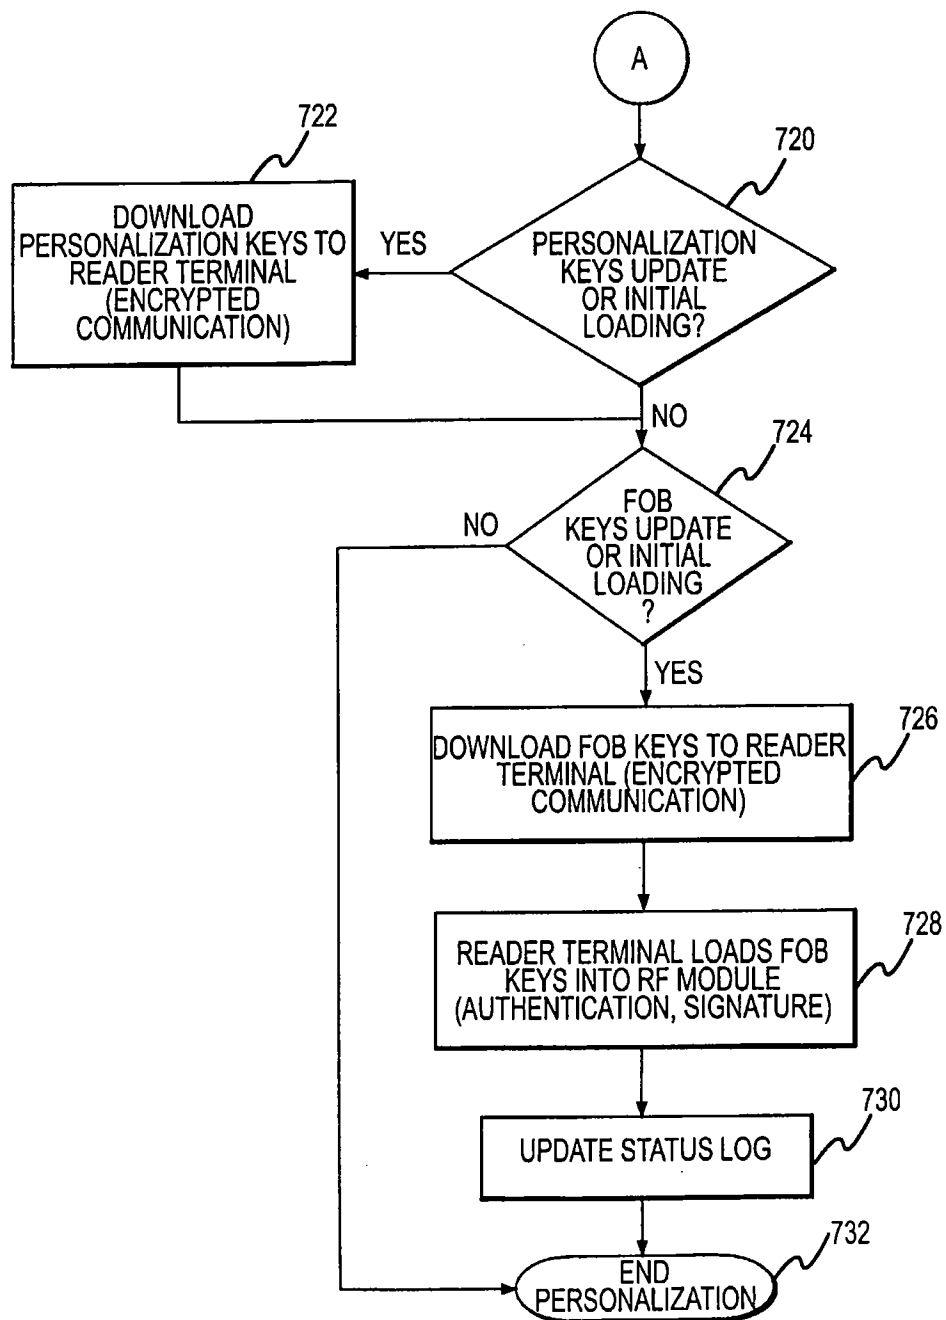 A
720
722
DOWNLOAD
PERSONALIZATION KEYS TO
READER TERMINAL
(ENCRYPTED
COMMUNICATION)
YES
PERSONALIZATION
KEYS UPDATE
OR INITIAL
LOADING?
NO
724
FOB
KEYS UPDATE
OR INITIAL
LOADING
?
NO
YES
726
DOWNLOAD FOB KEYS TO READER
TERMINAL (ENCRYPTED
COMMUNICATION)
728
READER TERMINAL LOADS FOB
KEYS INTO RF MODULE
(AUTHENTICATION, SIGNATURE)
730
UPDATE STATUS LOG
732
END
PERSONALIZATION